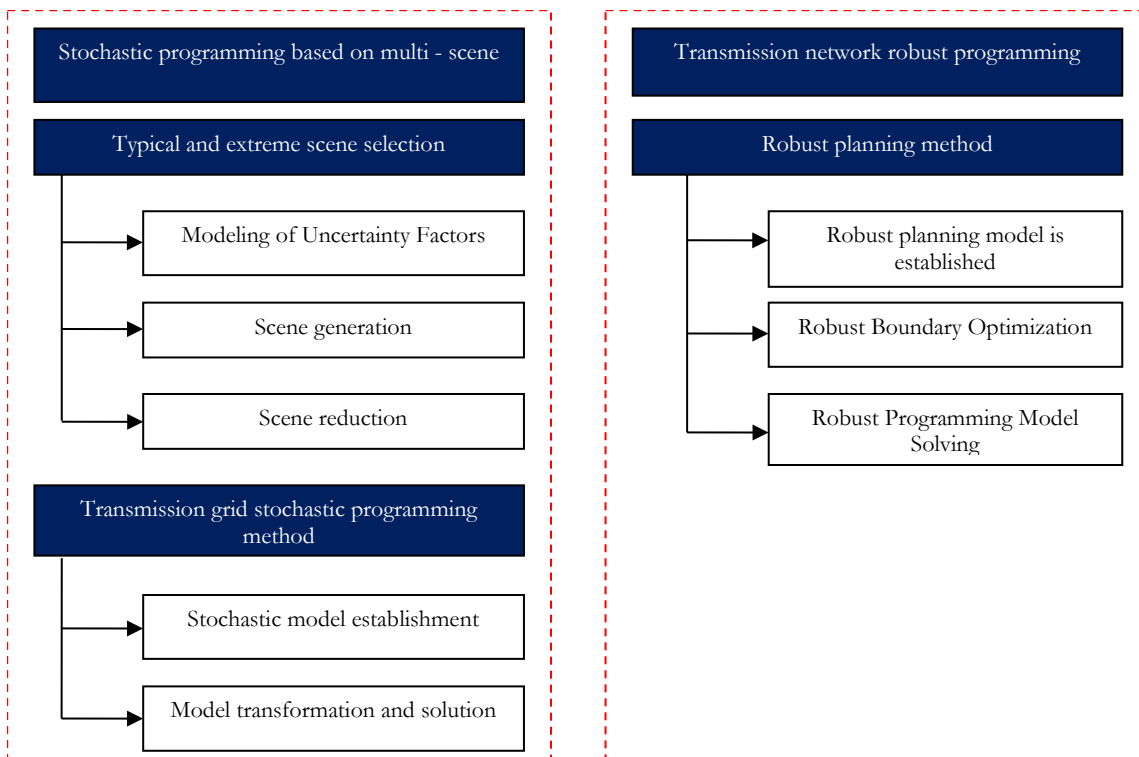 Stochastic programming based on multi - scene
Typical and extreme scene selection
Modeling of Uncertainty Factors
Scene generation
Scene reduction
Transmission grid stochastic programming
method
Stochastic model establishment
Model transformation and solution
Transmission network robust programming
Robust planning method
Robust planning model is
established
Robust Boundary Optimization
Robust Programming Model
Solving